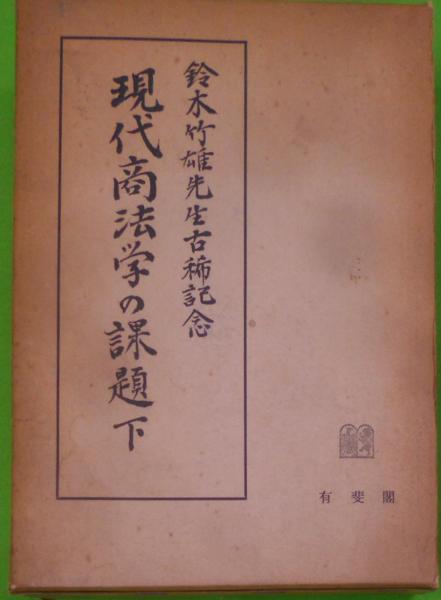 鈴木竹雄先生古稀記念
現代商法学の課題 下
有斐閣